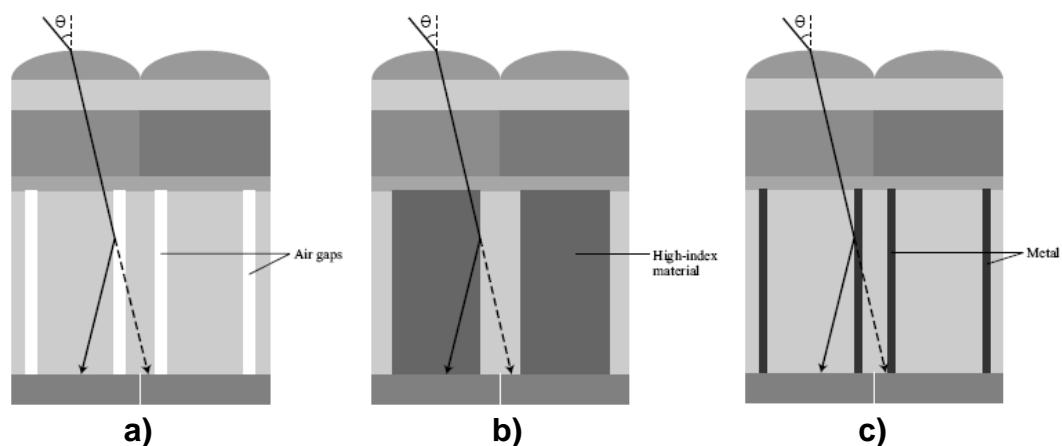 θ
θ
θ
Air gaps
High-index
material
Metal
a)
b)
c)